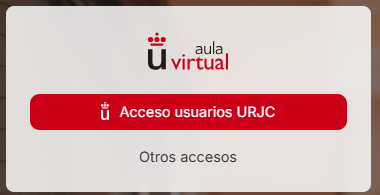 u aula
virtual
u Acceso usuarios URJC
Otros accesos